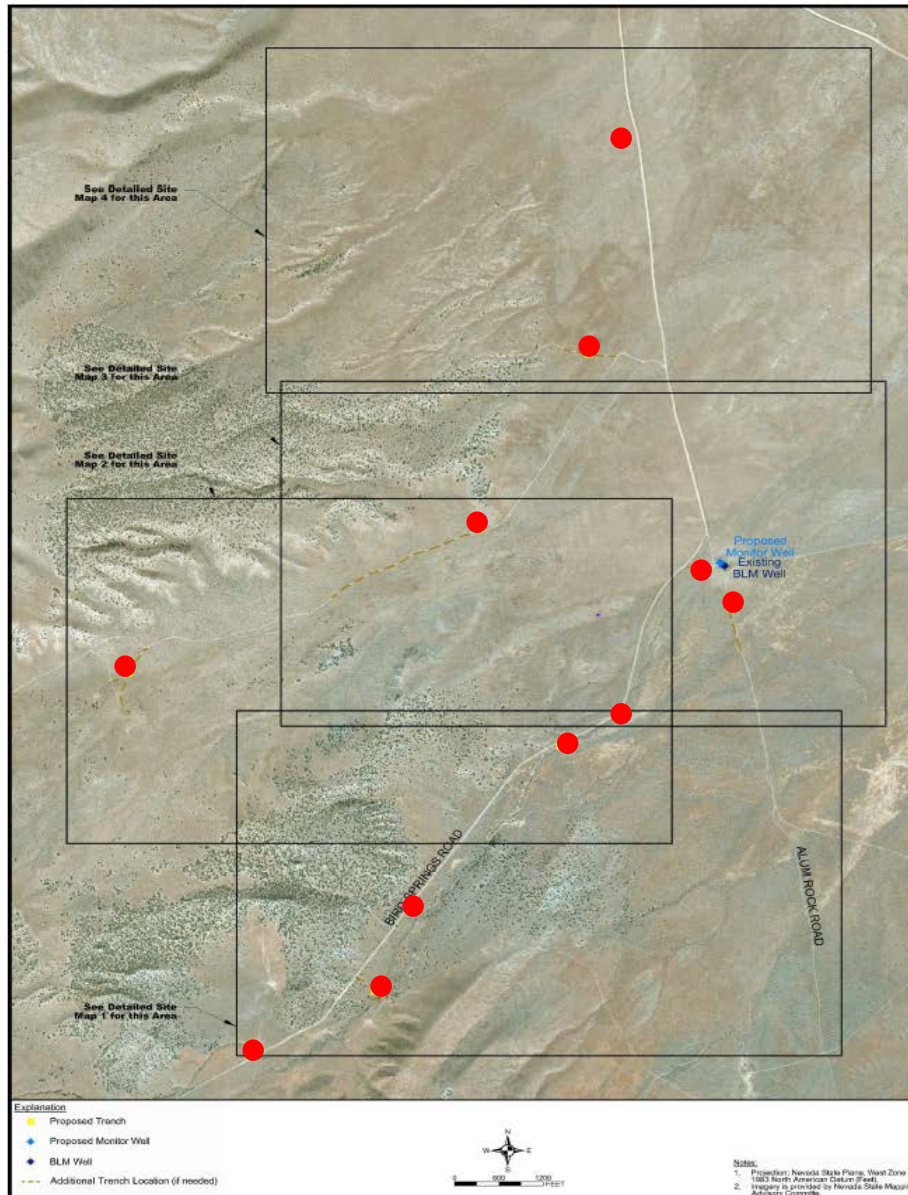 See Detailed Site
Map 4 for this Area
See Detailed Site
Map 3 for this Area
See Detailed Site
Map 2 for this Area
Proposed
Monitor Well
Existing
BLM Well
BIRD SPRINGS ROAD
ALUM ROCK ROAD
See Detailed Site
Map 1 for this Area
Explanation
Proposed Trench
Proposed Monitor Well
BLM Well
Additional Trench Location (if needed)
N
W E
S
0 600 1200
FEET
Notes:
1. Projection: Nevada State Plane, West Zone
1983 North American Datum (Feet).
2. Imagery is provided by Nevada State Mappi
Advisory Committe